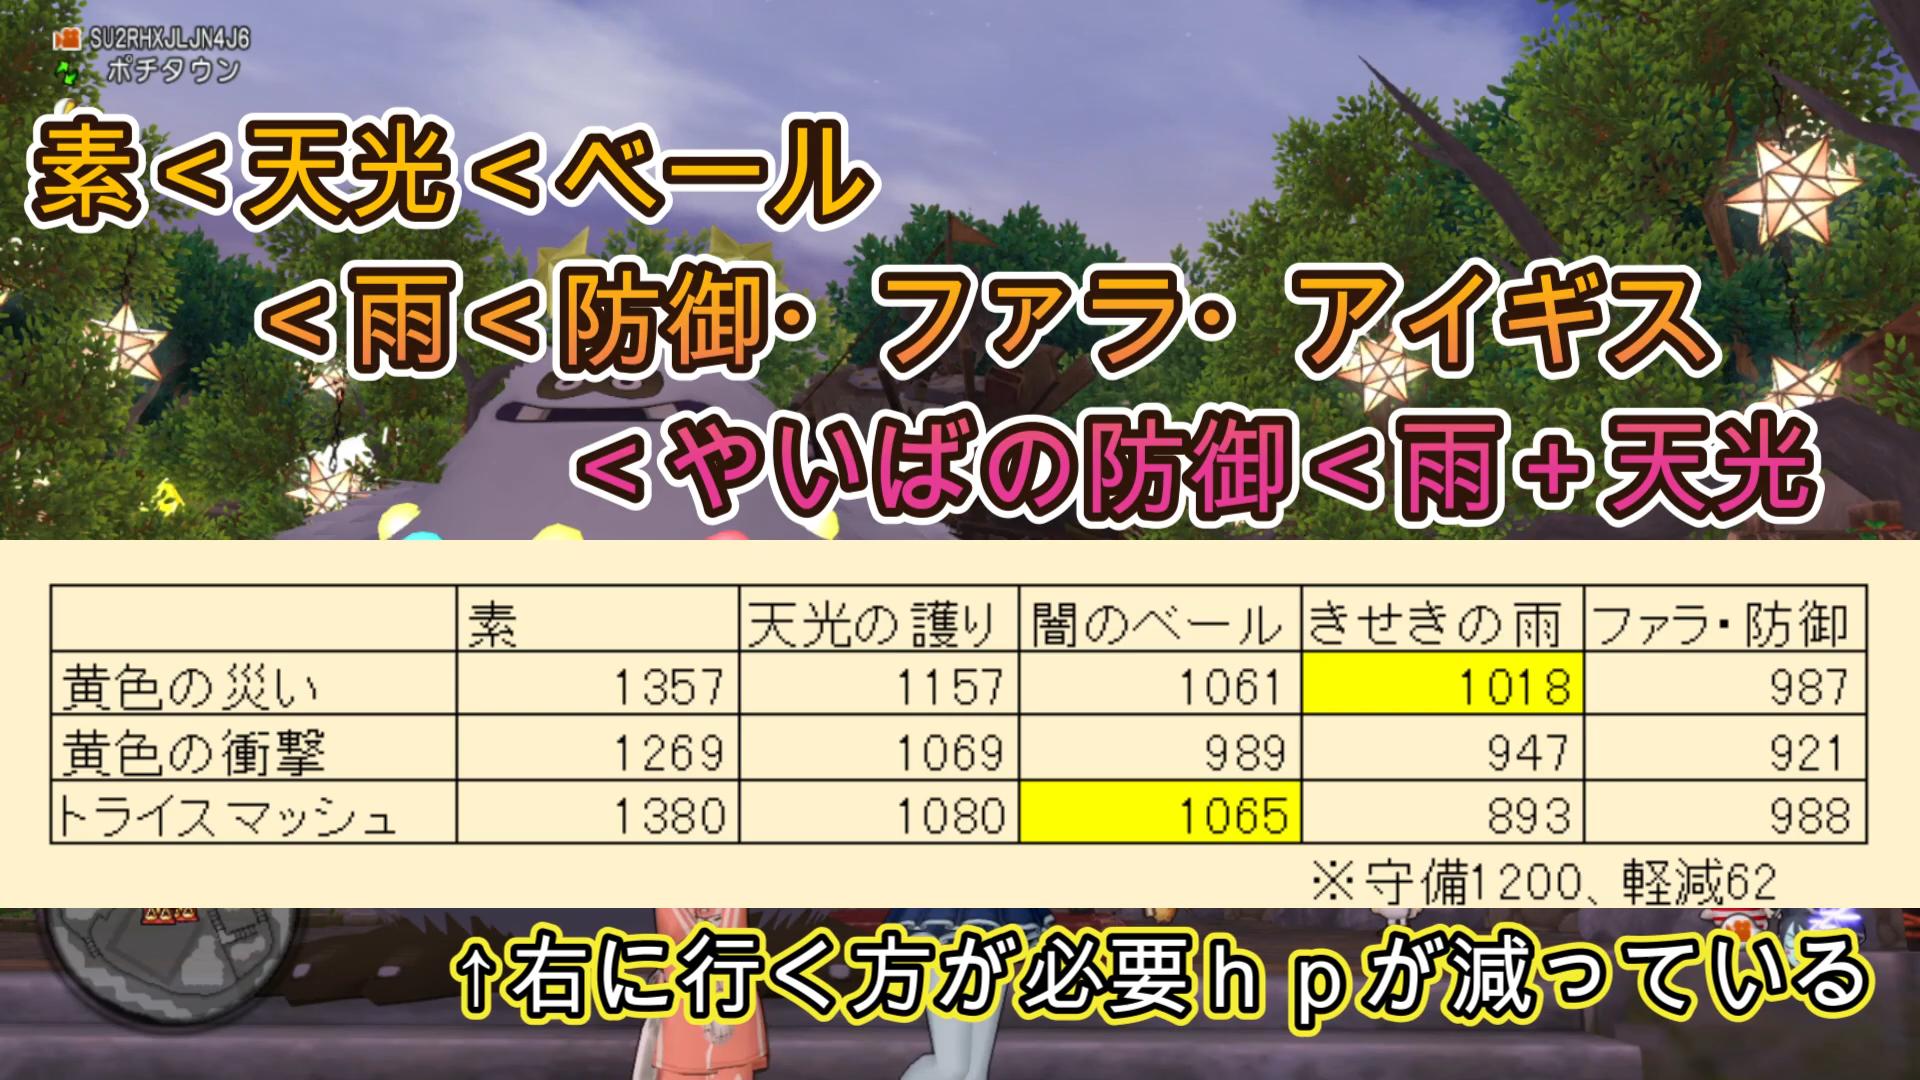 SU2RHXJLJN4J6
ポチタウン
素＜天光＜ベール
＜雨＜防御・ファラ・アイギス
＜やいばの防御＜雨＋天光
素 天光の護り 闇のベール きせきの雨 ファラ・防御
黄色の災い 1357 1157 1061 1018 987
黄色の衝撃 1269 1069 989 947 921
トライスマッシュ 1380 1080 1065 893 988
※守備1200、軽減62
↑右に行く方が必要ｈｐが減っている